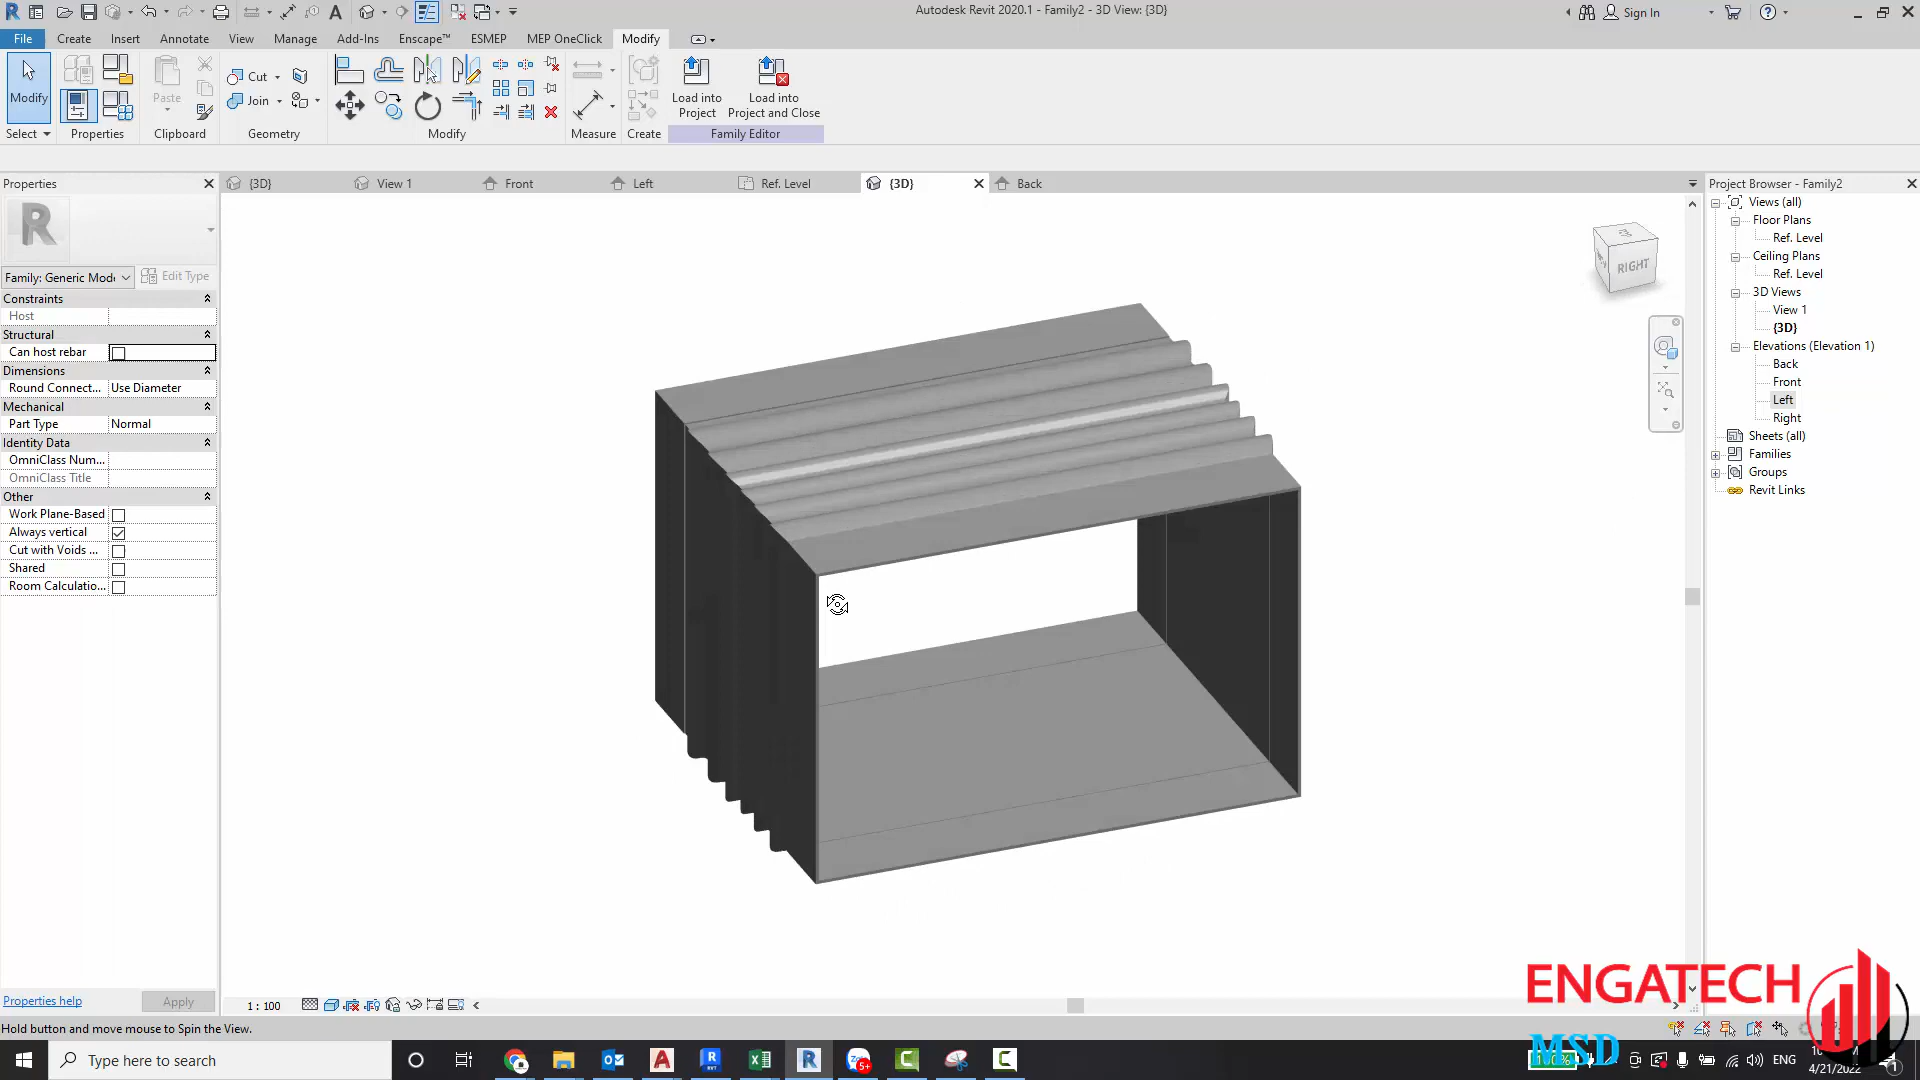 Autodesk Revit 2020.1 - Family2 - 3D View: {3D}
Sign In
File Create Insert Annotate View Manage Add-Ins Enscape™ ESMEP MEP OneClick Modify
Modify
Paste
Cut
Join
Load into
Project
Load into
Project and Close
Select Properties Clipboard Geometry Modify Measure Create Family Editor
Properties
{3D}
View 1
Front
Left
Ref. Level
{3D}
Back
Project Browser - Family2
Family: Generic Mode
Edit Type
Constraints
Host
Structural
Can host rebar
Dimensions
Round Connect... Use Diameter
Mechanical
Part Type Normal
Identity Data
OmniClass Num...
OmniClass Title
Other
Work Plane-Based
Always vertical
Cut with Voids ...
Shared
Room Calculatio...
Properties help
Apply
RIGHT
Views (all)
Floor Plans
Ref. Level
Ceiling Plans
Ref. Level
3D Views
View 1
{3D}
Elevations (Elevation 1)
Back
Front
Left
Right
Sheets (all)
Families
Groups
Revit Links
1 : 100
Hold button and move mouse to Spin the View.
ENGATECH
MSD
Type here to search
ENG
4/21/2022